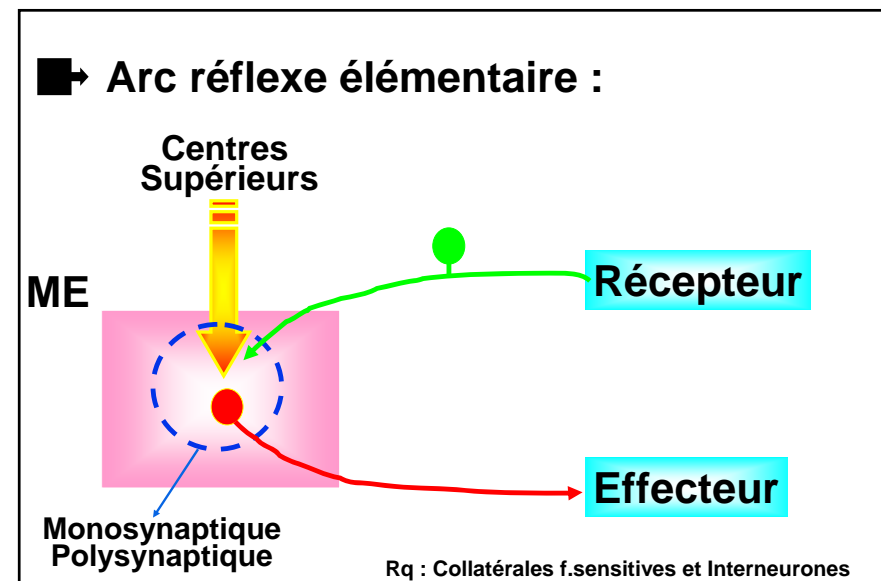 Arc réflexe élémentaire :
Centres
Supérieurs
ME
Récepteur
Effecteur
Monosynaptique
Polysynaptique
Rq : Collatérales f.sensitives et Interneurones